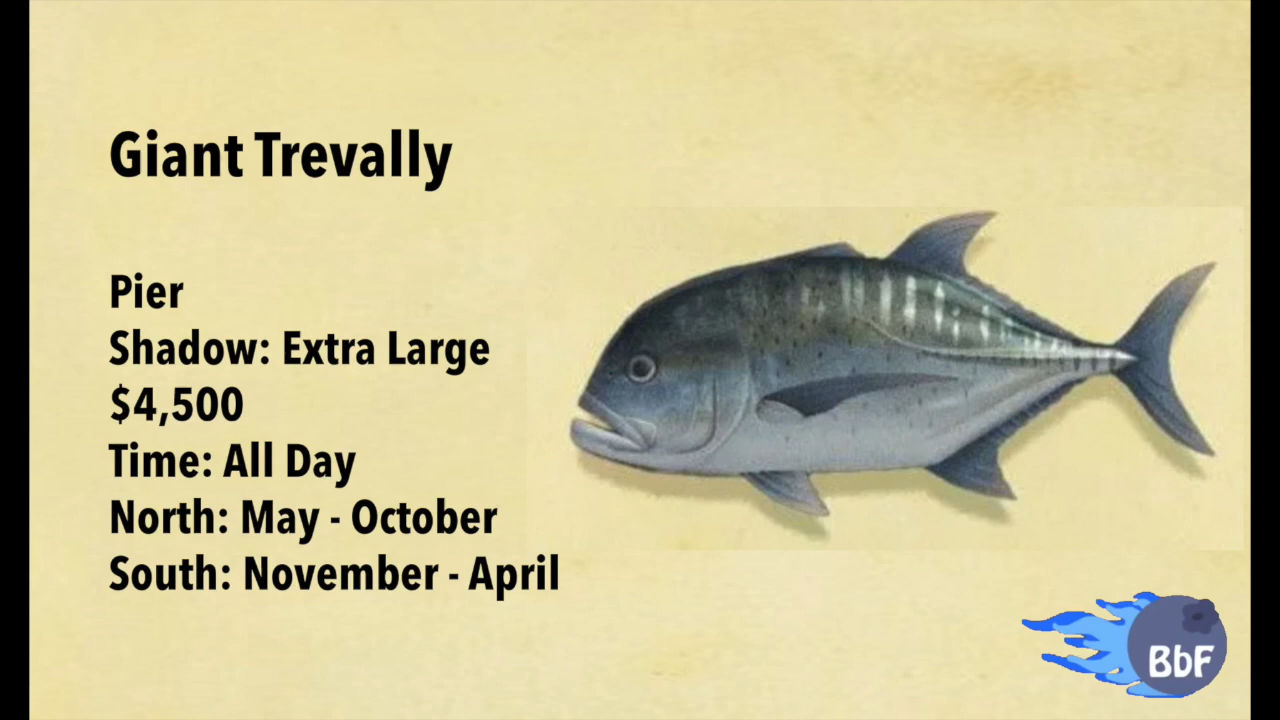 Giant Trevally
Pier
Shadow: Extra Large
$4,500
Time: All Day
North: May - October
South: November - April
BbF